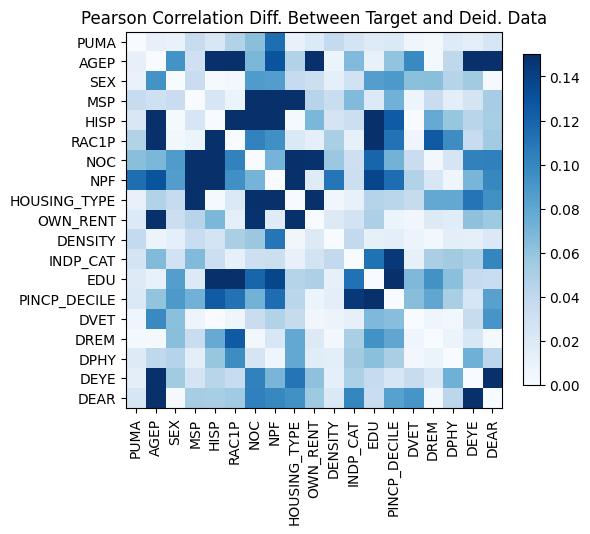 Pearson Correlation Diff. Between Target and Deid. Data
PUMA
AGEP
SEX
MSP
HISP
RAC1P
NOC
NPF
HOUSING_TYPE
OWN_RENT
DENSITY
INDP_CAT
EDU
PINCP_DECILE
DVET
DREM
DPHY
DEYE
DEAR
PUMA
AGEP
SEX
MSP
HISP
RAC1P
NOC
NPF
HOUSING_TYPE
OWN_RENT
DENSITY
INDP_CAT
EDU
PINCP_DECILE
DVET
DREM
DPHY
DEYE
DEAR
0.14
0.12
0.10
0.08
0.06
0.04
0.02
0.00